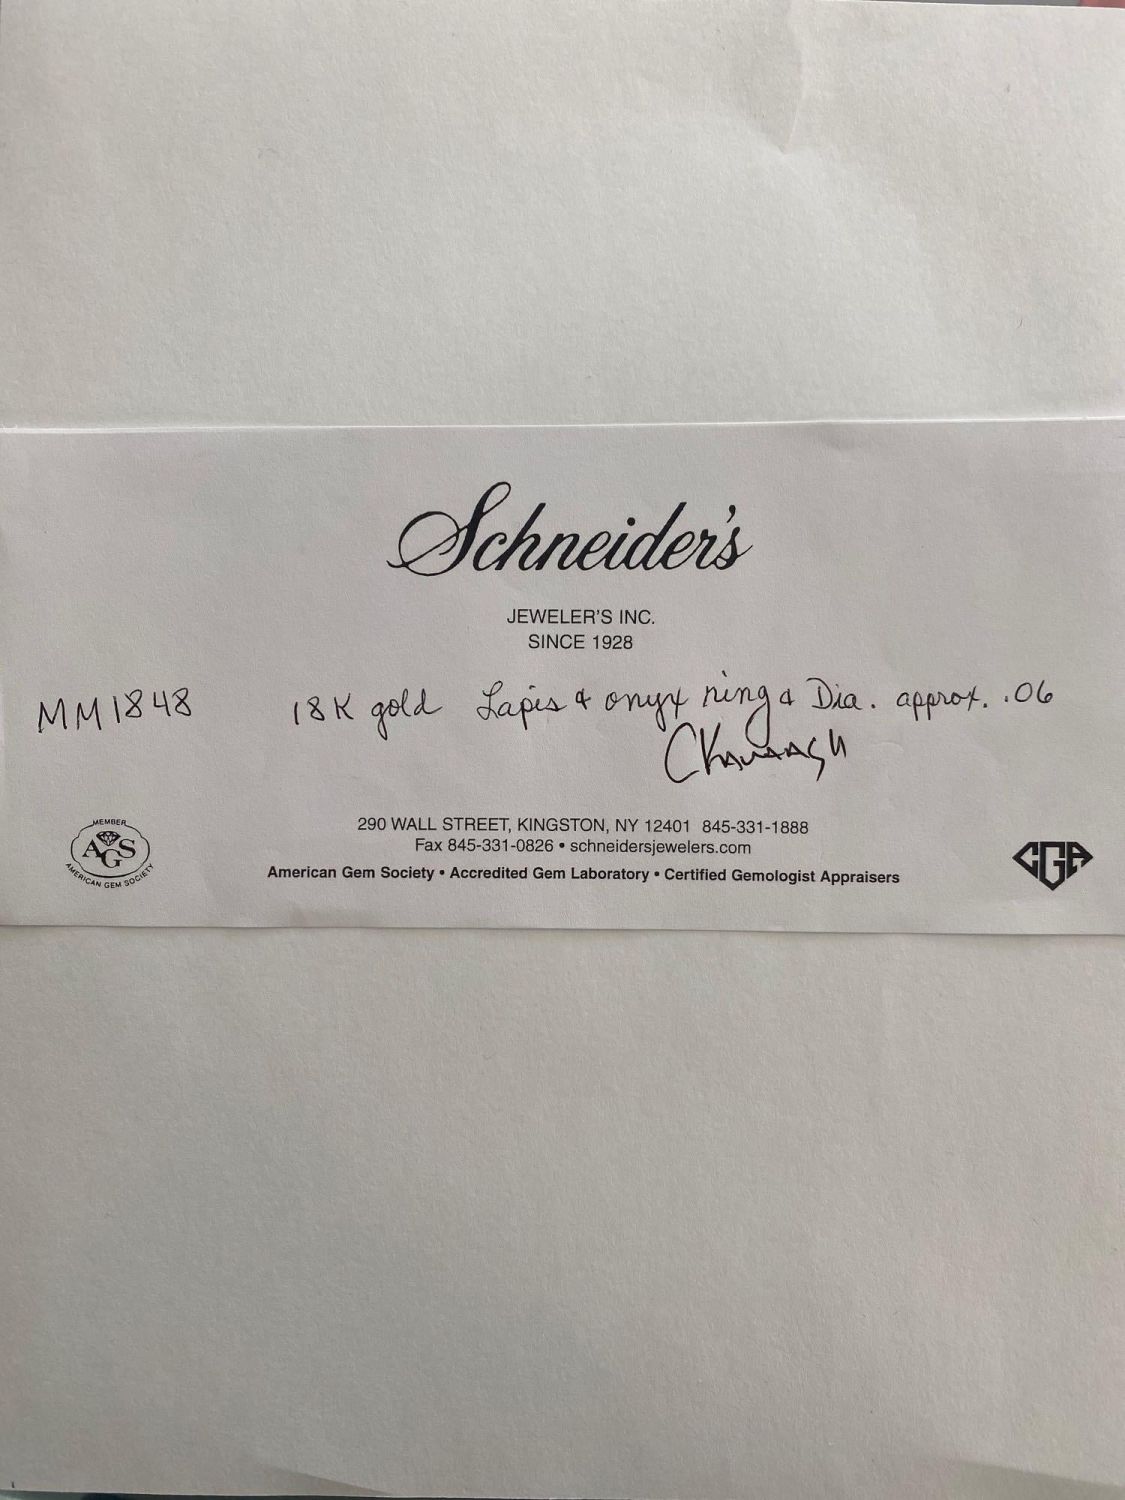 Schneider's
JEWELER'S INC.
SINCE 1928
MM1848 18K gold Lapis & onyx ring & Dia. approx. .06
CKavanagh
290 WALL STREET, KINGSTON, NY 12401 845-331-1888
Fax 845-331-0826 • schneidersjewelers.com
American Gem Society • Accredited Gem Laboratory • Certified Gemologist Appraisers
MEMBER
AGS
AMERICAN GEM SOCIETY
CGA